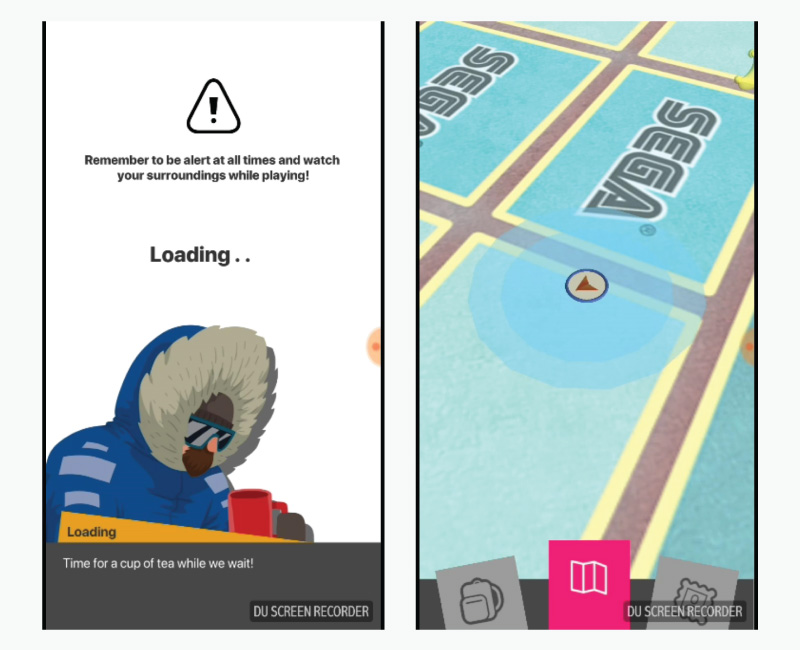 Remember to be alert at all times and watch
your surroundings while playing!
Loading . .
Loading
Time for a cup of tea while we wait!
DU SCREEN RECORDER
SEGA
SEGA
®
DU SCREEN RECORDER